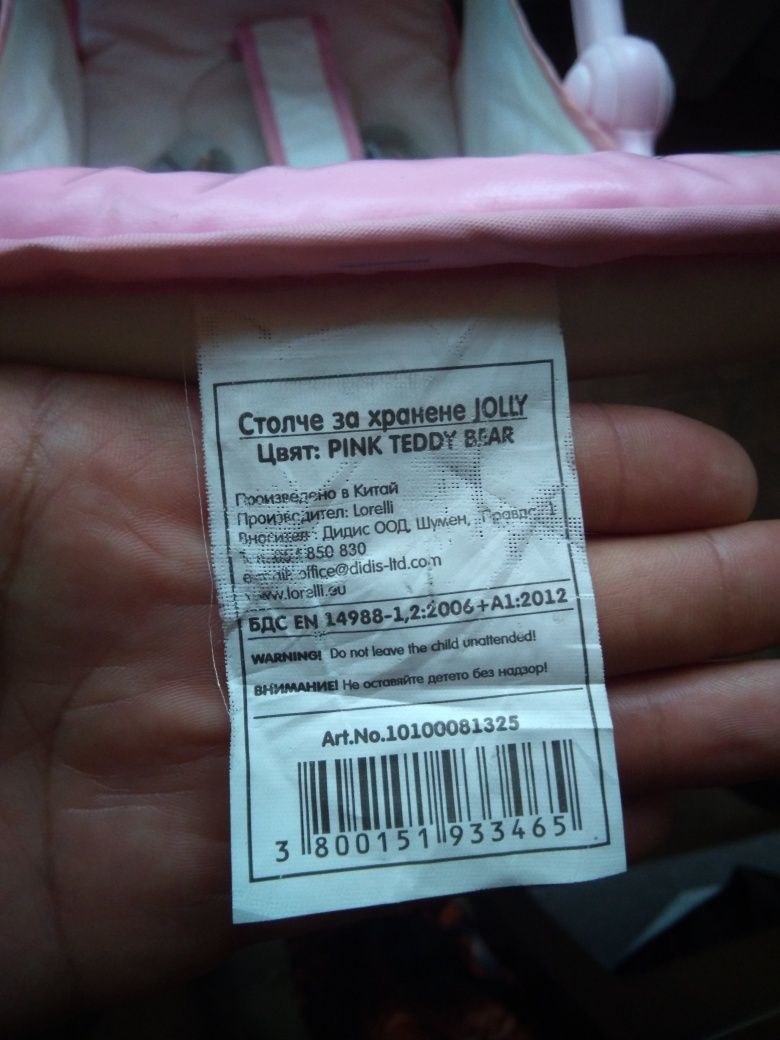 Столче за хранене JOLLY
Цвят: PINK TEDDY BEAR
Произведено в Китай
Производител: Lorelli
Вносител: Дидис ООД, Шумен,
850 830
e-mail: office@didis-ltd.com
www.lorelli.eu
БДС EN 14988-1,2:2006+A1:2012
WARNING! Do not leave the child unattended!
ВНИМАНИЕ! Не оставяйте детето без надзор!
Art.No.10100081325
3 800151 933465